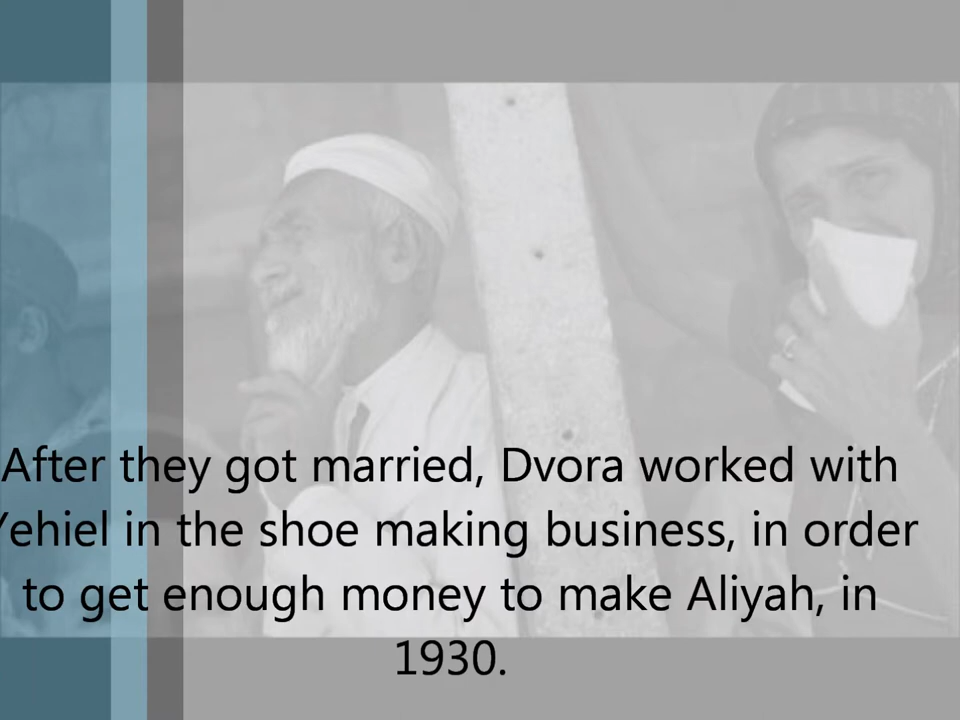 After they got married, Dvora worked with
Yehiel in the shoe making business, in order
to get enough money to make Aliyah, in
1930.